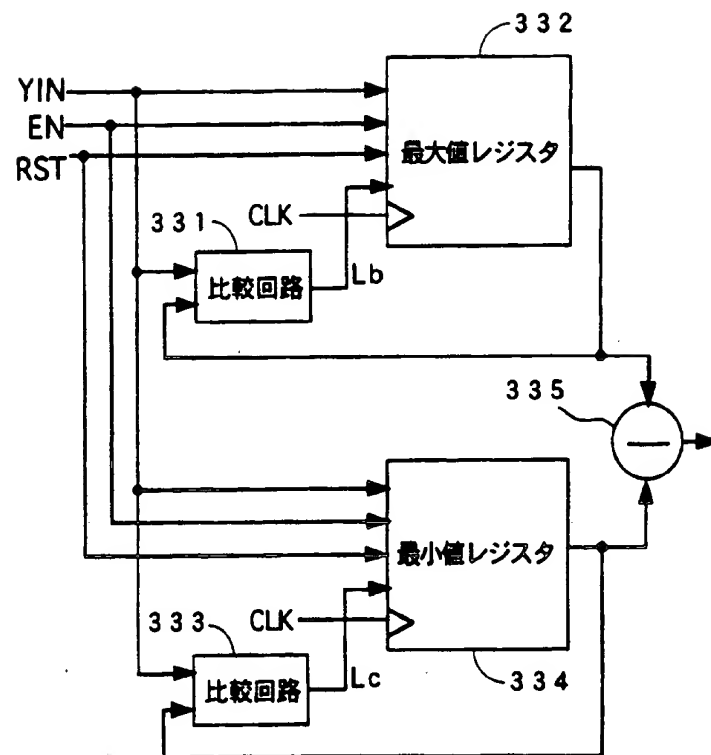 332
YIN
EN
RST
最大値レジスタ
CLK
331
比較回路
Lb
335
—
最小値レジスタ
CLK
333
比較回路
Lc
334